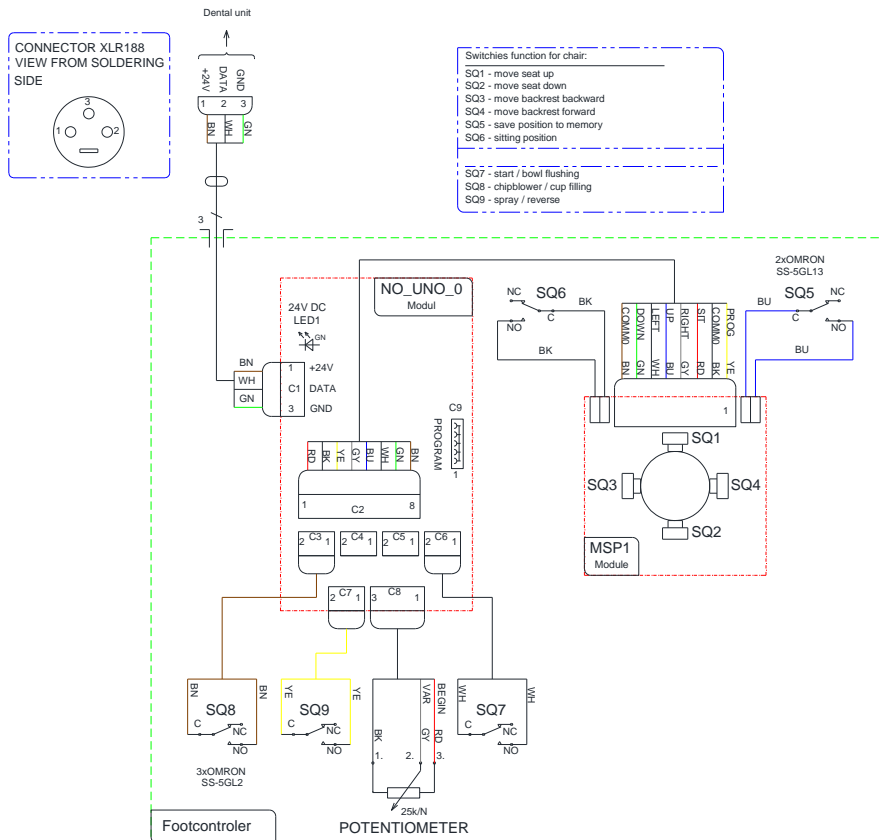 Dental unit
CONNECTOR XLR188
VIEW FROM SOLDERING
SIDE
3
1
2
+24V
DATA
GND
1 2 3
BN
WH
GN
3
Switchies function for chair:
SQ1 - move seat up
SQ2 - move seat down
SQ3 - move backrest backward
SQ4 - move backrest forward
SQ5 - save position to memory
SQ6 - sitting position
SQ7 - start / bowl flushing
SQ8 - chipblower / cup filling
SQ9 - spray / reverse
NO_UNO_0
Modul
24V DC
LED1
GN
BN
WH
GN
1
C1
3
+24V
DATA
GND
C9
PROGRAM
1
RD
BK
YE
GY
BU
WH
GN
BN
1
C2
8
2 C3 1
2 C4 1
2 C5 1
2 C6 1
2 C7 1
3 C8 1
NC
SQ6
BK
C
NO
BK
COMM0
DOWN
LEFT
UP
RIGHT
SIT
COMM0
PROG
BN
GN
WH
BU
GY
RD
BK
YE
1
2xOMRON
SS-5GL13
BU
SQ5
NC
C
NO
BU
SQ1
SQ3
SQ4
SQ2
MSP1
Module
BN
BN
SQ8
C
NC
NO
3xOMRON
SS-5GL2
YE
YE
SQ9
C
NC
NO
BK
VAR
GY
BEGIN
RD
1.
2.
3.
25k/N
POTENTIOMETER
WH
WH
SQ7
C
NC
NO
Footcontroler